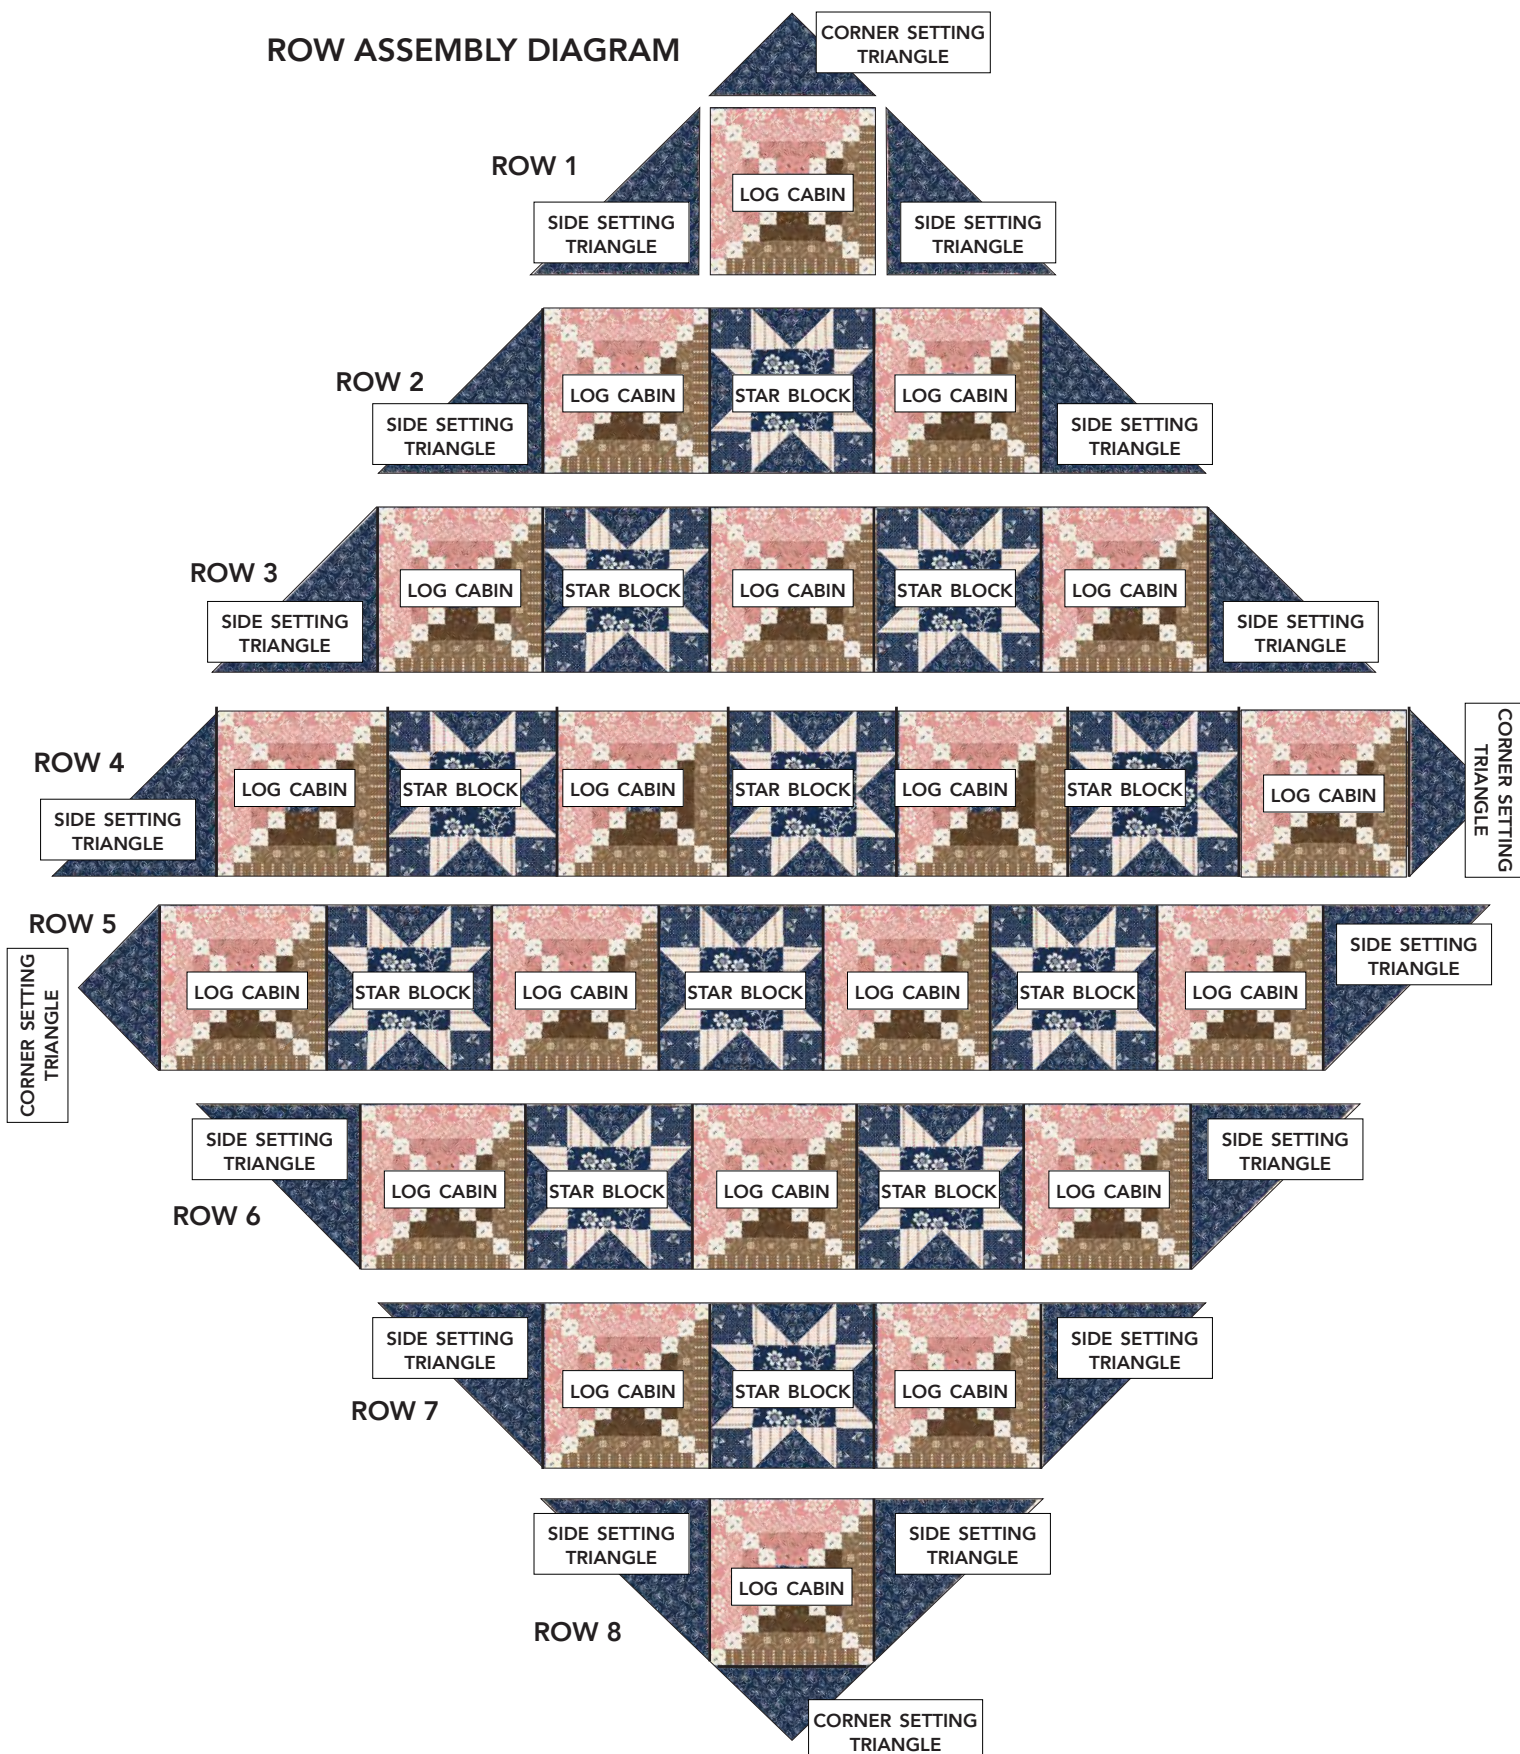 ROW ASSEMBLY DIAGRAM
CORNER SETTING
TRIANGLE
ROW 1
LOG CABIN
SIDE SETTING
TRIANGLE
SIDE SETTING
TRIANGLE
ROW 2
SIDE SETTING
TRIANGLE
LOG CABIN
STAR BLOCK
LOG CABIN
SIDE SETTING
TRIANGLE
ROW 3
SIDE SETTING
TRIANGLE
LOG CABIN
STAR BLOCK
LOG CABIN
STAR BLOCK
LOG CABIN
SIDE SETTING
TRIANGLE
ROW 4
SIDE SETTING
TRIANGLE
LOG CABIN
STAR BLOCK
LOG CABIN
STAR BLOCK
LOG CABIN
STAR BLOCK
LOG CABIN
CORNER SETTING
TRIANGLE
ROW 5
CORNER SETTING
TRIANGLE
LOG CABIN
STAR BLOCK
LOG CABIN
STAR BLOCK
LOG CABIN
STAR BLOCK
LOG CABIN
SIDE SETTING
TRIANGLE
SIDE SETTING
TRIANGLE
ROW 6
LOG CABIN
STAR BLOCK
LOG CABIN
STAR BLOCK
LOG CABIN
SIDE SETTING
TRIANGLE
SIDE SETTING
TRIANGLE
ROW 7
LOG CABIN
STAR BLOCK
LOG CABIN
SIDE SETTING
TRIANGLE
SIDE SETTING
TRIANGLE
ROW 8
LOG CABIN
SIDE SETTING
TRIANGLE
CORNER SETTING
TRIANGLE